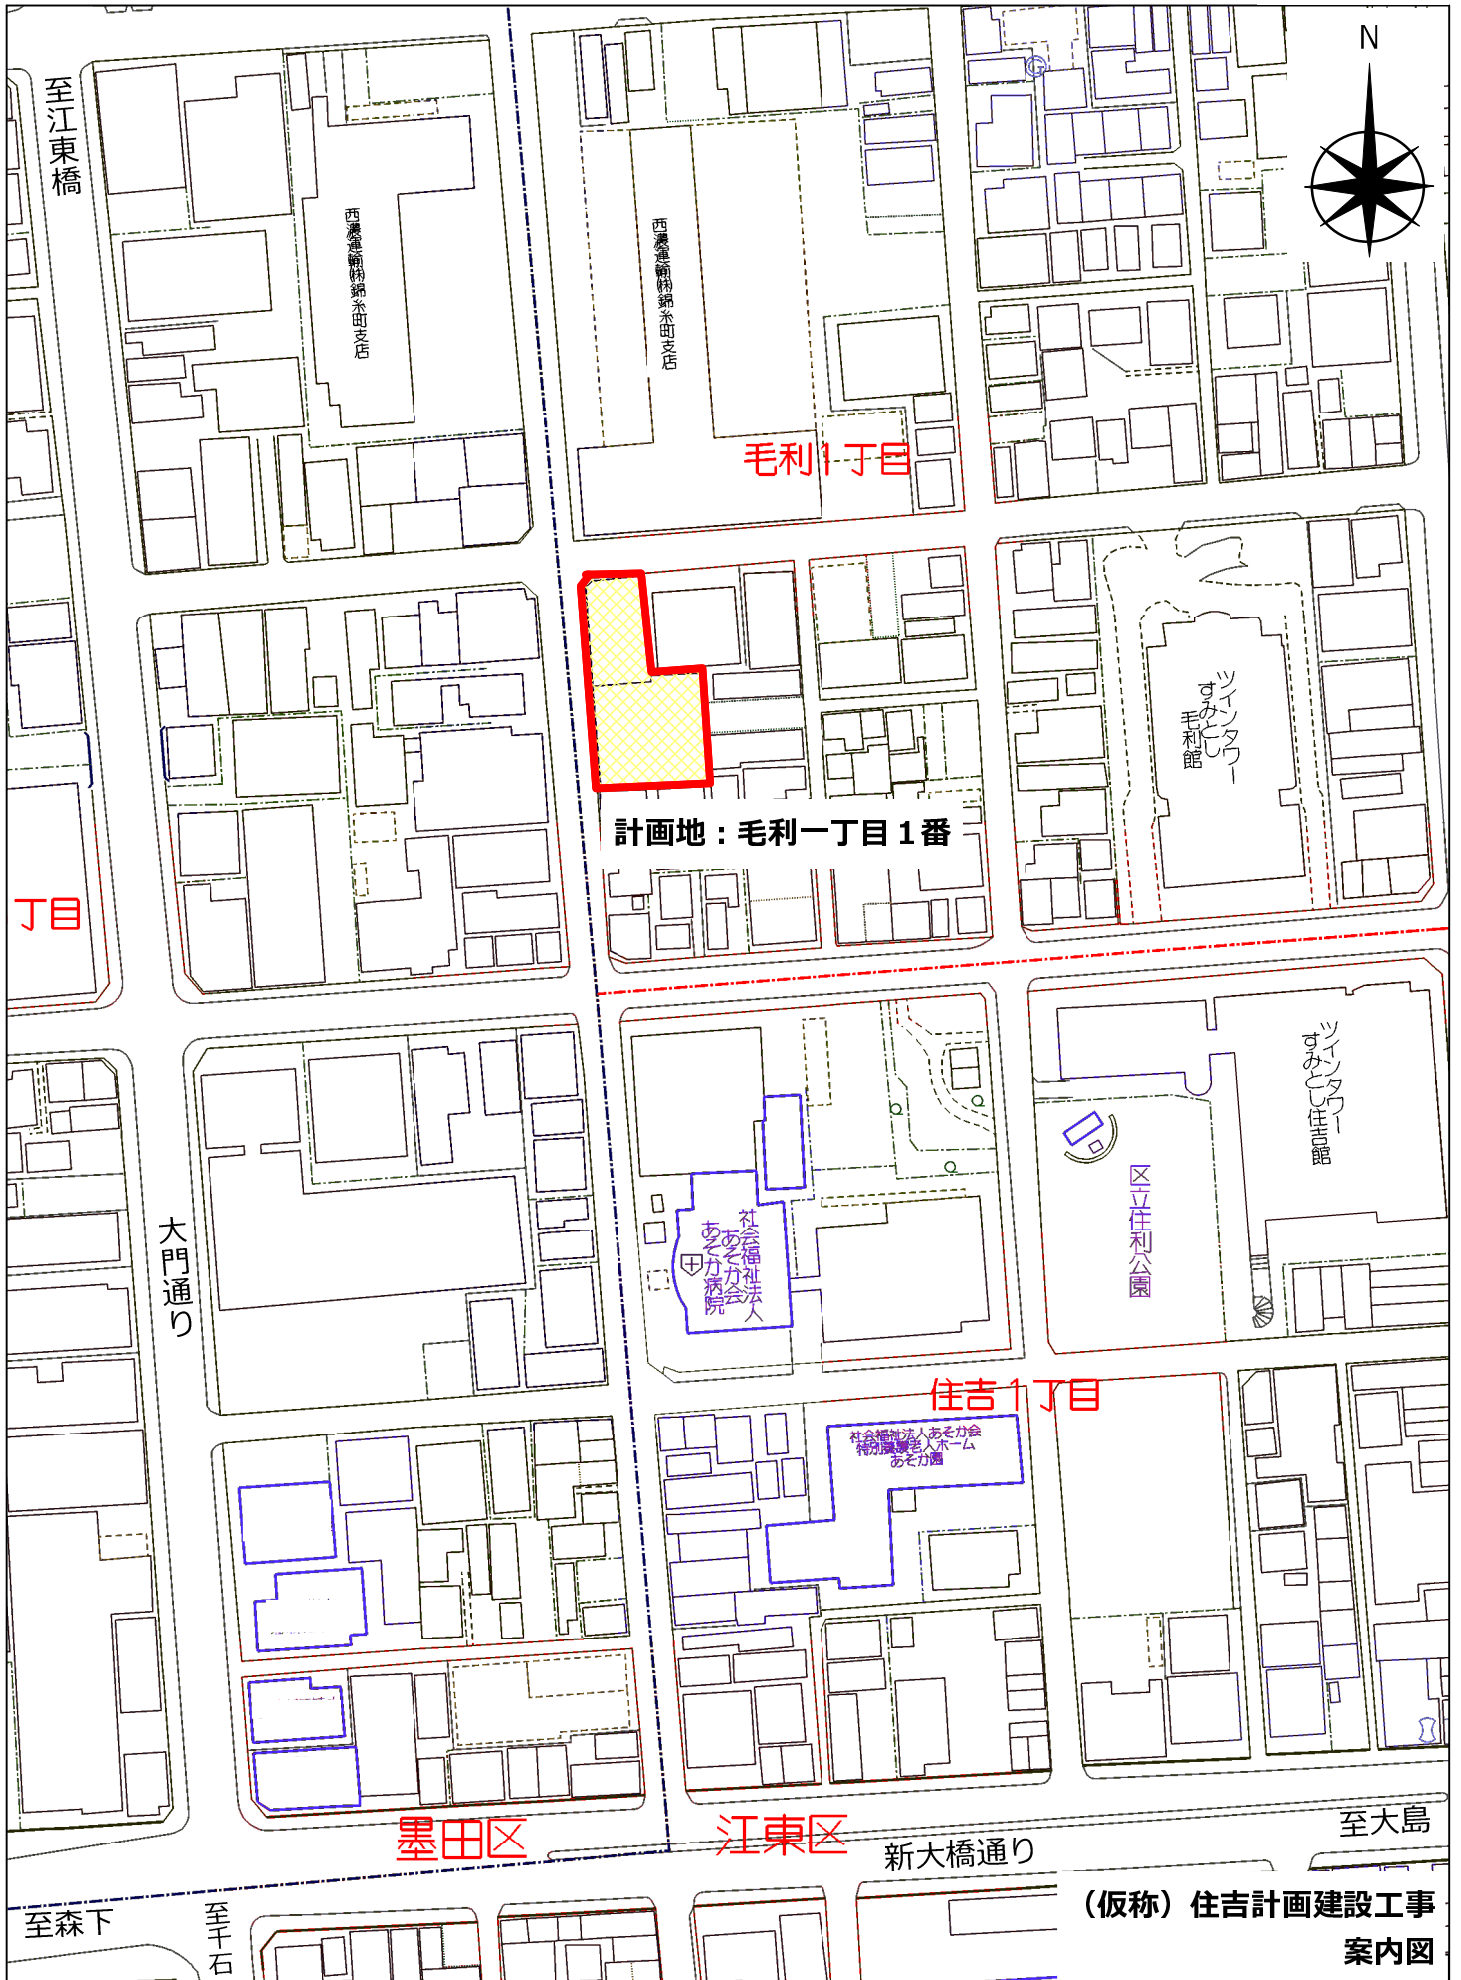 N
至江東橋
西濃運輸㈱錦糸町支店
西濃運輸㈱錦糸町支店
毛利1丁目
ツインタワー
すみとし
毛利館
計画地：毛利一丁目１番
丁目
ツインタワー
すみとし住吉館
区立住利公園
大門通り
社会福祉法人
あそか会
あそか病院
住吉1丁目
社会福祉法人あそか会
特別養護老人ホーム
あそか園
墨田区
江東区
至大島
新大橋通り
至森下
至千石
（仮称）住吉計画建設工事
案内図